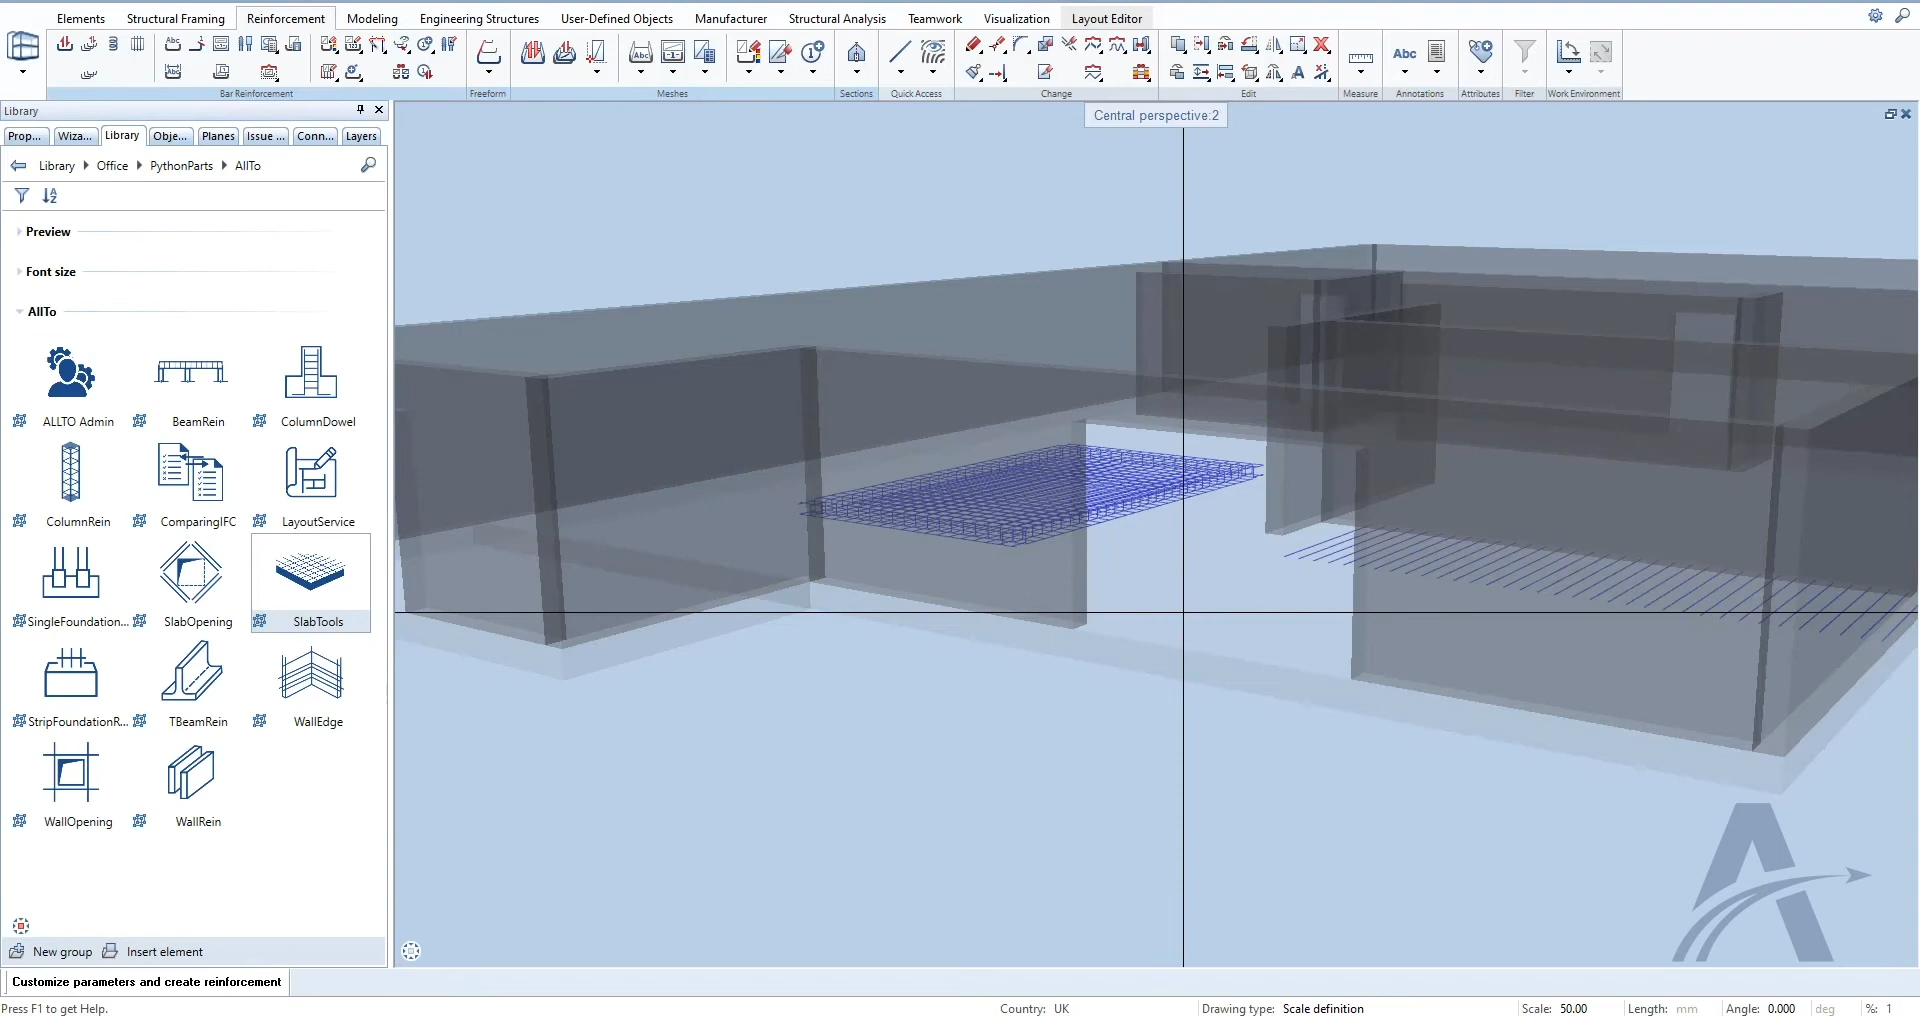 Elements Structural Framing Reinforcement Modeling Engineering Structures User-Defined Objects Manufacturer Structural Analysis Teamwork Visualization Layout Editor
Bar Reinforcement Freeform Meshes Sections Quick Access Change Edit Measure Annotations Attributes Filter Work Environment
Abc
Library
Prop... Wiza... Library Obje... Planes Issue ... Conn... Layers
Library Office PythonParts AllTo
Preview
Font size
AllTo
ALLTO Admin BeamRein ColumnDowel
ColumnRein ComparingIFC LayoutService
SingleFoundation... SlabOpening SlabTools
StripFoundationR... TBeamRein WallEdge
WallOpening WallRein
New group Insert element
Central perspective:2
Customize parameters and create reinforcement
Press F1 to get Help. Country: UK Drawing type: Scale definition Scale: 50.00 Length: mm Angle: 0.000 deg %: 1